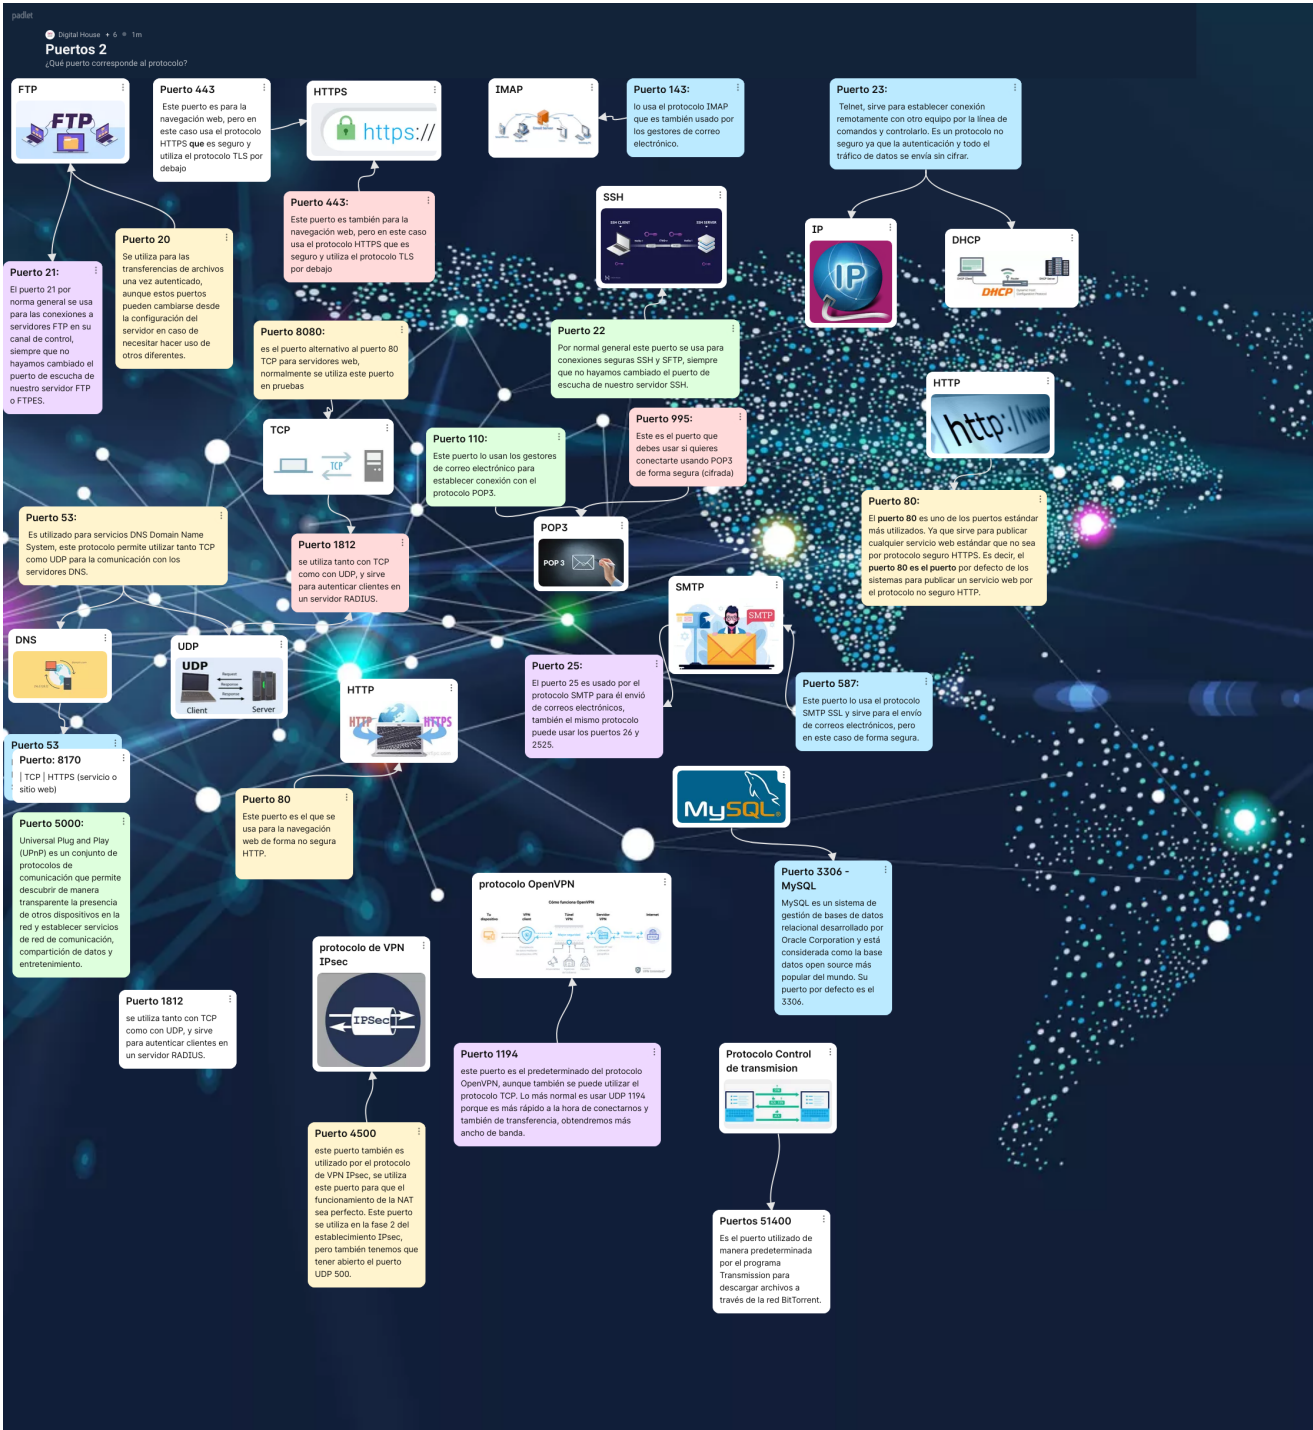 padlet
Digital House + 6 • 1m
Puertos 2
¿Qué puerto corresponde al protocolo?
FTP
FTP
Puerto 443
Este puerto es para la
navegación web, pero en
este caso usa el protocolo
HTTPS que es seguro y
utiliza el protocolo TLS por
debajo
HTTPS
https://
IMAP
Puerto 143:
lo usa el protocolo IMAP
que es también usado por
los gestores de correo
electrónico.
Puerto 23:
Telnet, sirve para establecer conexión
remotamente con otro equipo por la línea de
comandos y controlarlo. Es un protocolo no
seguro ya que la autenticación y todo el
tráfico de datos se envía sin cifrar.
Puerto 443:
Este puerto es también para la
navegación web, pero en este caso
usa el protocolo HTTPS que es
seguro y utiliza el protocolo TLS
por debajo
SSH
SSH CLIENT
SSH SERVER
IP
IP
DHCP
DHCP
Puerto 20
Se utiliza para las
transferencias de archivos
una vez autenticado,
aunque estos puertos
pueden cambiarse desde
la configuración del
servidor en caso de
necesitar hacer uso de
otros diferentes.
Puerto 21:
El puerto 21 por
norma general se usa
para las conexiones a
servidores FTP en su
canal de control,
siempre que no
hayamos cambiado el
puerto de escucha de
nuestro servidor FTP
o FTPES.
Puerto 8080:
es el puerto alternativo al puerto 80
TCP para servidores web,
normalmente se utiliza este puerto
en pruebas
Puerto 22
Por normal general este puerto se usa para
conexiones seguras SSH y SFTP, siempre
que no hayamos cambiado el puerto de
escucha de nuestro servidor SSH.
HTTP
http://www
TCP
TCP
Puerto 110:
Este puerto lo usan los gestores
de correo electrónico para
establecer conexión con el
protocolo POP3.
Puerto 995:
Este es el puerto que
debes usar si quieres
conectarte usando POP3
de forma segura (cifrada)
Puerto 80:
El puerto 80 es uno de los puertos estándar
más utilizados. Ya que sirve para publicar
cualquier servicio web estándar que no sea
por protocolo seguro HTTPS. Es decir, el
puerto 80 es el puerto por defecto de los
sistemas para publicar un servicio web por
el protocolo no seguro HTTP.
Puerto 53:
Es utilizado para servicios DNS Domain Name
System, este protocolo permite utilizar tanto TCP
como UDP para la comunicación con los
servidores DNS.
POP3
POP 3
Puerto 1812
se utiliza tanto con TCP
como con UDP, y sirve
para autenticar clientes en
un servidor RADIUS.
SMTP
SMTP
DNS
UDP
UDP
Request
Response
Response
Client
Server
Puerto 25:
El puerto 25 es usado por el
protocolo SMTP para él envió
de correos electrónicos,
también el mismo protocolo
puede usar los puertos 26 y
2525.
Puerto 587:
Este puerto lo usa el protocolo
SMTP SSL y sirve para el envío
de correos electrónicos, pero
en este caso de forma segura.
HTTP
HTTP
HTTPS
Puerto 53
Puerto: 8170
| TCP | HTTPS (servicio o
sitio web)
MySQL
Puerto 80
Este puerto es el que se
usa para la navegación
web de forma no segura
HTTP.
Puerto 5000:
Universal Plug and Play
(UPnP) es un conjunto de
protocolos de
comunicación que permite
descubrir de manera
transparente la presencia
de otros dispositivos en la
red y establecer servicios
de red de comunicación,
compartición de datos y
entretenimiento.
Puerto 3306 -
MySQL
MySQL es un sistema de
gestión de bases de datos
relacional desarrollado por
Oracle Corporation y está
considerada como la base
datos open source más
popular del mundo. Su
puerto por defecto es el
3306.
protocolo OpenVPN
Cómo funciona OpenVPN
Tu
dispositivo
VPN
client
Túnel
VPN
Servidor
VPN
Internet
protocolo de VPN
IPsec
IPSec
Puerto 1812
se utiliza tanto con TCP
como con UDP, y sirve
para autenticar clientes en
un servidor RADIUS.
Puerto 1194
este puerto es el predeterminado del protocolo
OpenVPN, aunque también se puede utilizar el
protocolo TCP. Lo más normal es usar UDP 1194
porque es más rápido a la hora de conectarnos y
también de transferencia, obtendremos más
ancho de banda.
Protocolo Control
de transmision
Puerto 4500
este puerto también es
utilizado por el protocolo
de VPN IPsec, se utiliza
este puerto para que el
funcionamiento de la NAT
sea perfecto. Este puerto
se utiliza en la fase 2 del
establecimiento IPsec,
pero también tenemos que
tener abierto el puerto
UDP 500.
Puertos 51400
Es el puerto utilizado de
manera predeterminada
por el programa
Transmission para
descargar archivos a
través de la red BitTorrent.